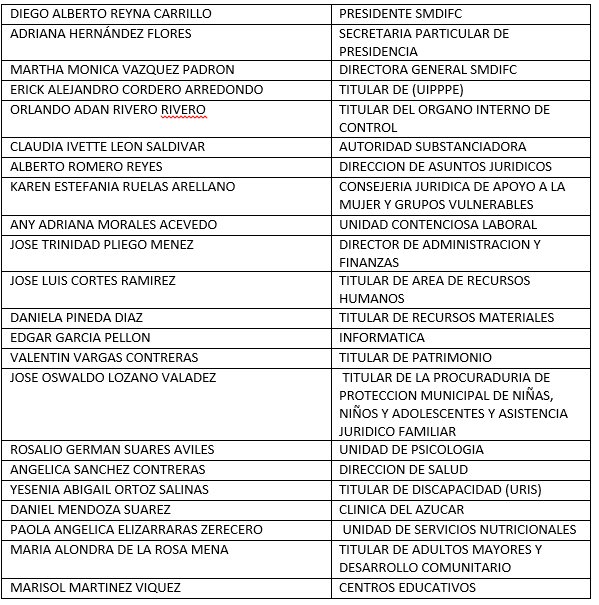 DIEGO ALBERTO REYNA CARRILLO PRESIDENTE SMDIFC
ADRIANA HERNÁNDEZ FLORES SECRETARIA PARTICULAR DE
PRESIDENCIA
MARTHA MONICA VAZQUEZ PADRON DIRECTORA GENERAL SMDIFC
ERICK ALEJANDRO CORDERO ARREDONDO TITULAR DE (UIPPPE)
ORLANDO ADAN RIVERO RIVERO TITULAR DEL ORGANO INTERNO DE
CONTROL
CLAUDIA IVETTE LEON SALDIVAR AUTORIDAD SUBSTANCIADORA
ALBERTO ROMERO REYES DIRECCION DE ASUNTOS JURIDICOS
KAREN ESTEFANIA RUELAS ARELLANO CONSEJERIA JURIDICA DE APOYO A LA
MUJER Y GRUPOS VULNERABLES
ANY ADRIANA MORALES ACEVEDO UNIDAD CONTENCIOSA LABORAL
JOSE TRINIDAD PLIEGO MENEZ DIRECTOR DE ADMINISTRACION Y
FINANZAS
JOSE LUIS CORTES RAMIREZ TITULAR DE AREA DE RECURSOS
HUMANOS
DANIELA PINEDA DIAZ TITULAR DE RECURSOS MATERIALES
EDGAR GARCIA PELLON INFORMATICA
VALENTIN VARGAS CONTRERAS TITULAR DE PATRIMONIO
JOSE OSWALDO LOZANO VALADEZ TITULAR DE LA PROCURADURIA DE
PROTECCION MUNICIPAL DE NIÑAS,
NIÑOS Y ADOLESCENTES Y ASISTENCIA
JURIDICO FAMILIAR
ROSALIO GERMAN SUARES AVILES UNIDAD DE PSICOLOGIA
ANGELICA SANCHEZ CONTRERAS DIRECCION DE SALUD
YESENIA ABIGAIL ORTOZ SALINAS TITULAR DE DISCAPACIDAD (URIS)
DANIEL MENDOZA SUAREZ CLINICA DEL AZUCAR
PAOLA ANGELICA ELIZARRARAS ZERECERO UNIDAD DE SERVICIOS NUTRICIONALES
MARIA ALONDRA DE LA ROSA MENA TITULAR DE ADULTOS MAYORES Y
DESARROLLO COMUNITARIO
MARISOL MARTINEZ VIQUEZ CENTROS EDUCATIVOS